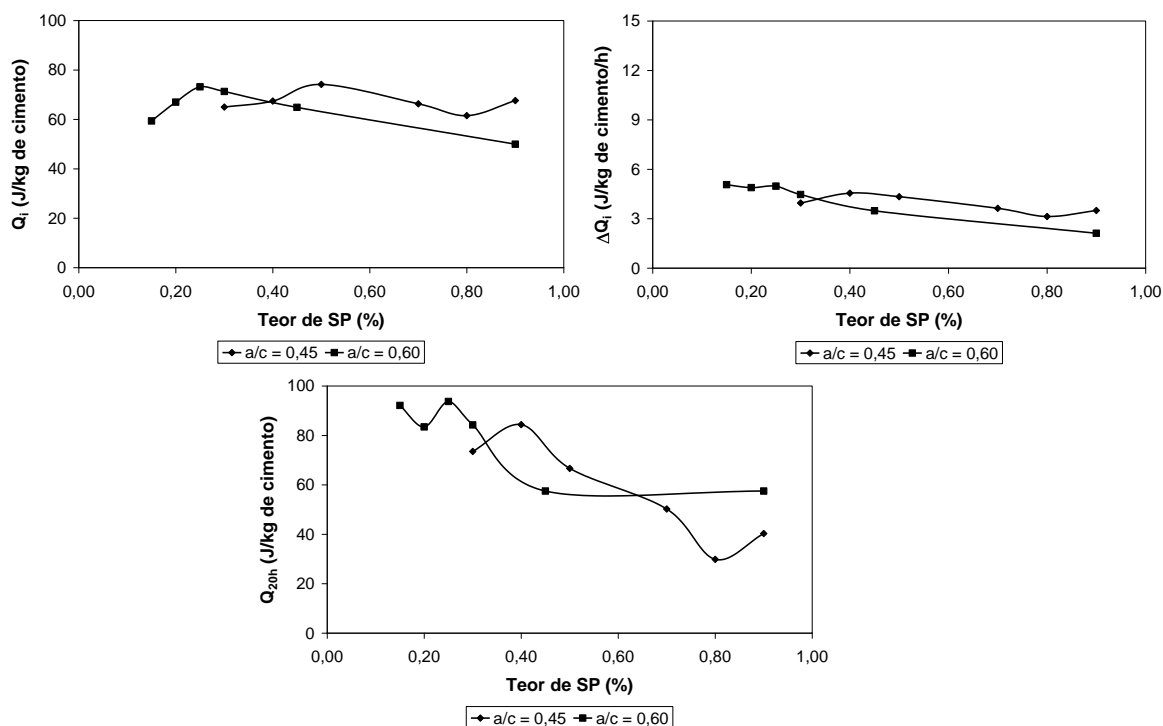 100
80
60
40
20
0
Qi (J/kg de cimento)
0,00 0,20 0,40 0,60 0,80 1,00
Teor de SP (%)
a/c = 0,45 a/c = 0,60
15
12
9
6
3
0
ΔQi (J/kg de cimento/h)
0,00 0,20 0,40 0,60 0,80 1,00
Teor de SP (%)
a/c = 0,45 a/c = 0,60
100
80
60
40
20
0
Q20h (J/kg de cimento)
0,00 0,20 0,40 0,60 0,80 1,00
Teor de SP (%)
a/c = 0,45 a/c = 0,60